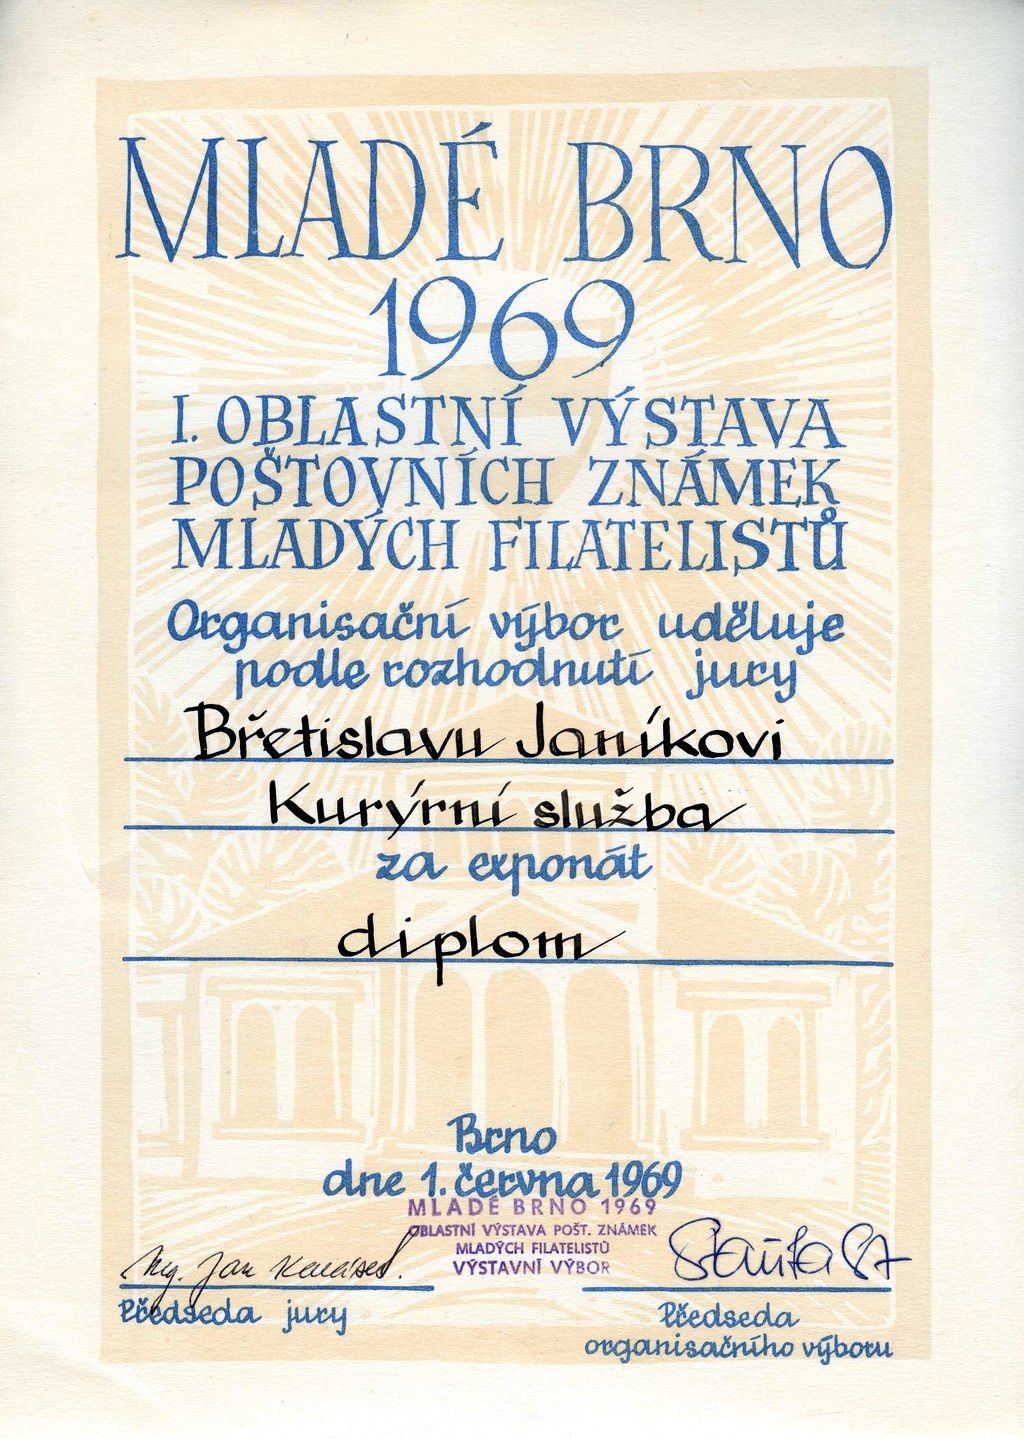 MLADÉ BRNO
1969
I. OBLASTNÍ VÝSTAVA
POŠTOVNÍCH ZNÁMEK
MLADÝCH FILATELISTŮ
Organisační výbor uděluje
podle rozhodnutí jury
Břetislavu Janíkovi
Kurýrní služba
za exponát
diplom
Brno
dne 1. června 1969
MLADÉ BRNO 1969
OBLASTNÍ VÝSTAVA POŠT. ZNÁMEK
MLADÝCH FILATELISTŮ
VÝSTAVNÍ VÝBOR
Ing. Jan
Předseda jury
Předseda
organisačního výboru